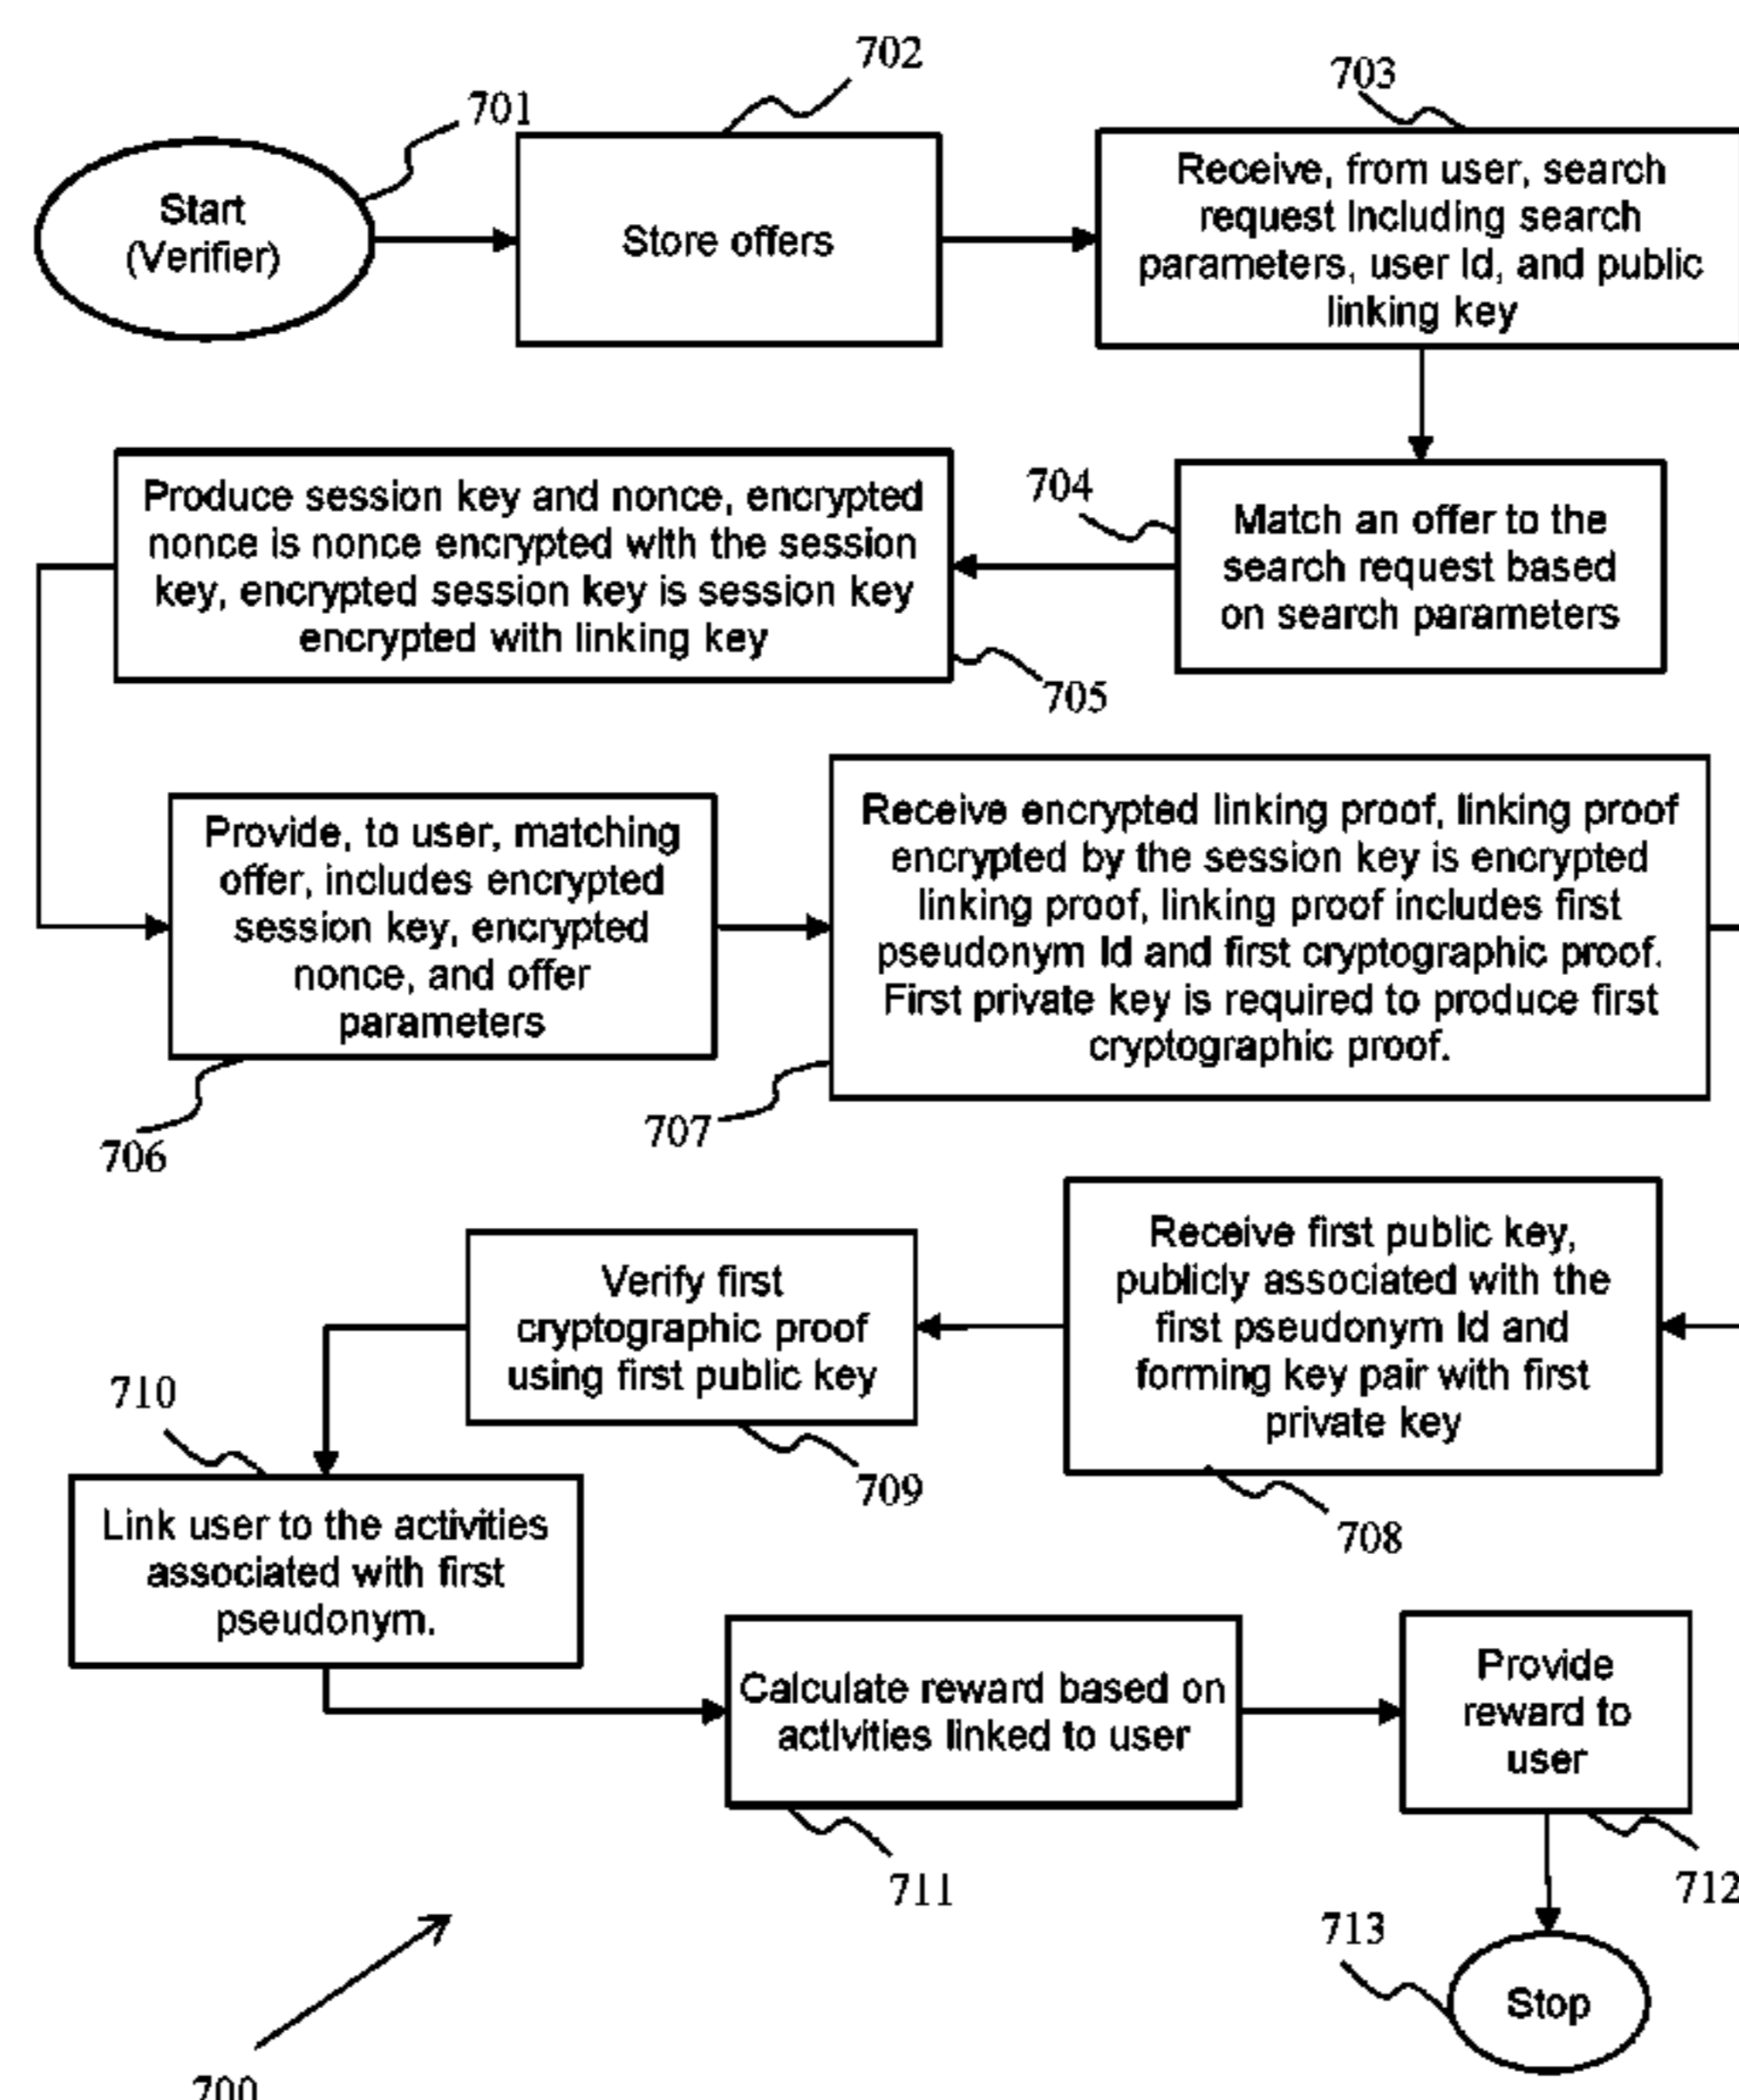 702
703
701
Start
(Verifier)
Store offers
Receive, from user, search
request including search
parameters, user Id, and public
linking key
704
Match an offer to the
search request based
on search parameters
Produce session key and nonce, encrypted
nonce is nonce encrypted with the session
key, encrypted session key is session key
encrypted with linking key
705
Provide, to user, matching
offer, includes encrypted
session key, encrypted
nonce, and offer
parameters
706
Receive encrypted linking proof, linking proof
encrypted by the session key is encrypted
linking proof, linking proof includes first
pseudonym Id and first cryptographic proof.
First private key is required to produce first
cryptographic proof.
707
Receive first public key,
publicly associated with the
first pseudonym Id and
forming key pair with first
private key
708
Verify first
cryptographic proof
using first public key
709
710
Link user to the activities
associated with first
pseudonym.
Calculate reward based on
activities linked to user
711
Provide
reward to
user
712
713
Stop
700